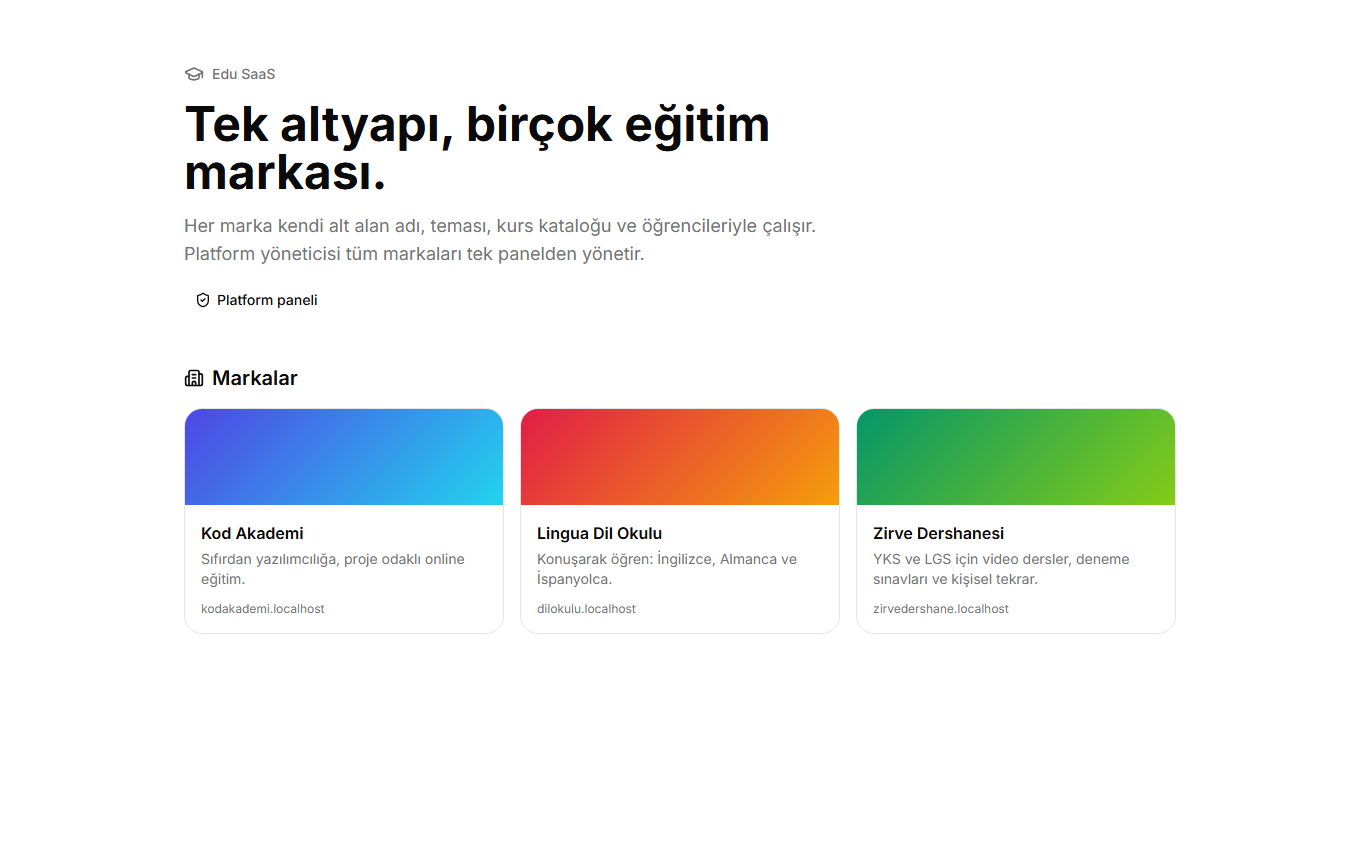 Edu SaaS
Tek altyapı, birçok eğitim
markası.
Her marka kendi alt alan adı, teması, kurs kataloğu ve öğrencileriyle çalışır.
Platform yöneticisi tüm markaları tek panelden yönetir.
Platform paneli
Markalar
Kod Akademi
Sıfırdan yazılımcılığa, proje odaklı online
eğitim.
kodakademi.localhost
Lingua Dil Okulu
Konuşarak öğren: İngilizce, Almanca ve
İspanyolca.
dilokulu.localhost
Zirve Dershanesi
YKS ve LGS için video dersler, deneme
sınavları ve kişisel tekrar.
zirvedershane.localhost